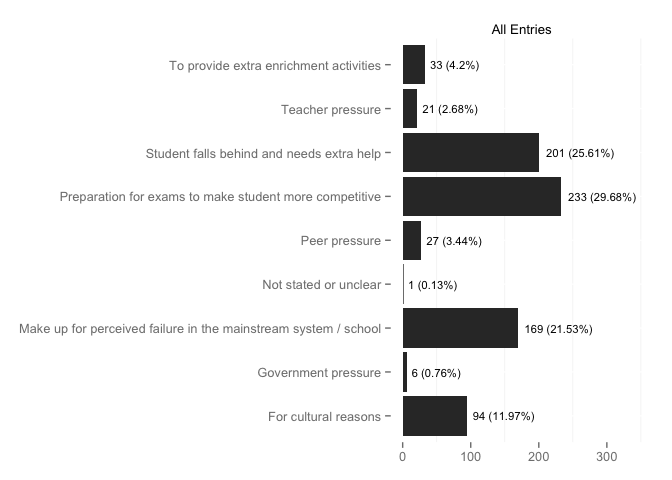 All Entries
To provide extra enrichment activities 33 (4.2%)
Teacher pressure 21 (2.68%)
Student falls behind and needs extra help 201 (25.61%)
Preparation for exams to make student more competitive 233 (29.68%)
Peer pressure 27 (3.44%)
Not stated or unclear 1 (0.13%)
Make up for perceived failure in the mainstream system / school 169 (21.53%)
Government pressure 6 (0.76%)
For cultural reasons 94 (11.97%)
0 100 200 300